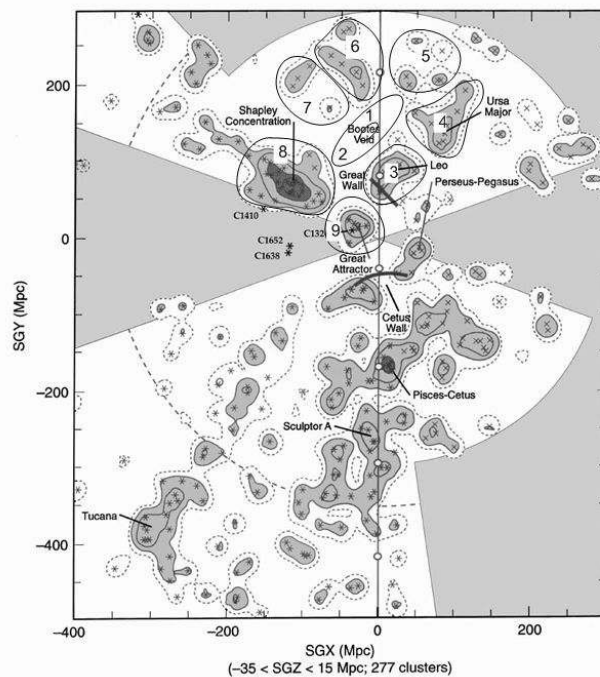 200
0
−200
−400
SGY (Mpc)
6
5
7
1
Bootes
Void
2
Shapley
Concentration
8
4
Ursa
Major
3
Leo
Great
Wall
Perseus-Pegasus
C1410
C1652
C1638
C132
9
Great
Attractor
Cetus
Wall
Pisces-Cetus
Sculptor A
Tucana
−400
−200
0
200
SGX (Mpc)
(−35 < SGZ < 15 Mpc; 277 clusters)